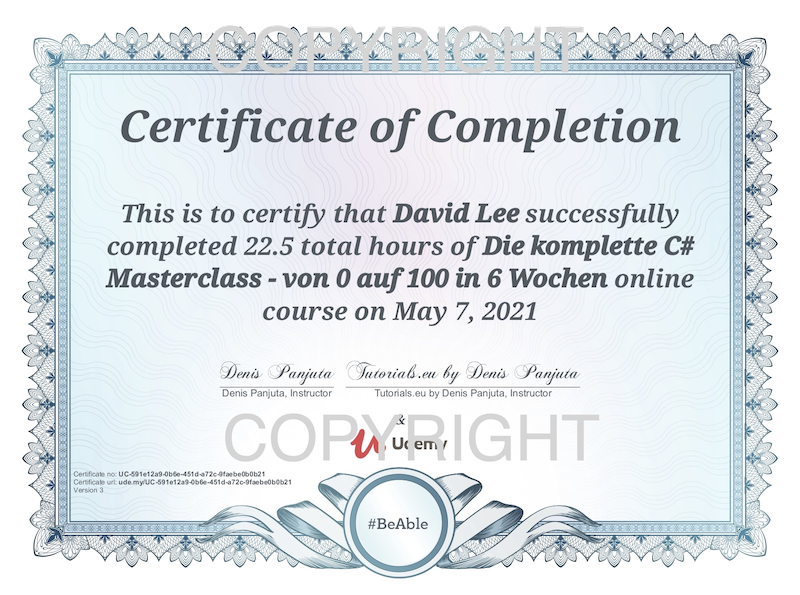 COPYRIGHT
Certificate of Completion
This is to certify that David Lee successfully
completed 22.5 total hours of Die komplette C#
Masterclass - von 0 auf 100 in 6 Wochen online
course on May 7, 2021
Denis Panjuta Tutorials.eu by Denis Panjuta
Denis Panjuta, Instructor Tutorials.eu by Denis Panjuta, Instructor
&
COPYRIGHT
Udemy
Certificate no: UC-591e12a9-0b6e-451d-a72c-9faebe0b0b21
Certificate url: ude.my/UC-591e12a9-0b6e-451d-a72c-9faebe0b0b21
Version 3
#BeAble